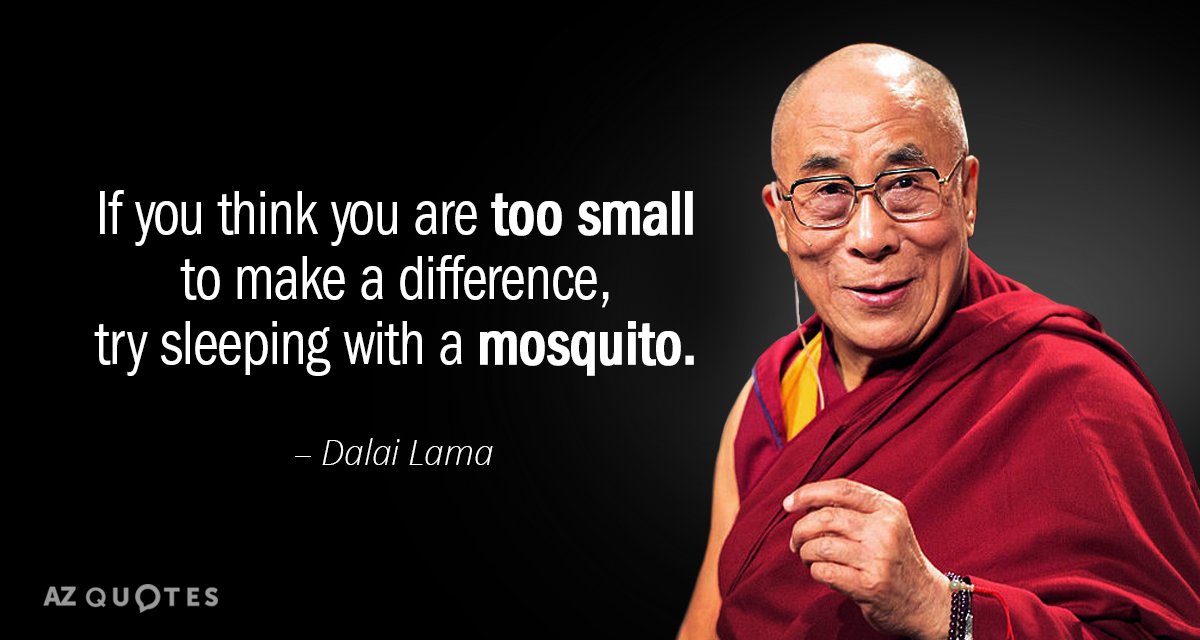 If you think you are too small
to make a difference,
try sleeping with a mosquito.
– Dalai Lama
AZ QUOTES